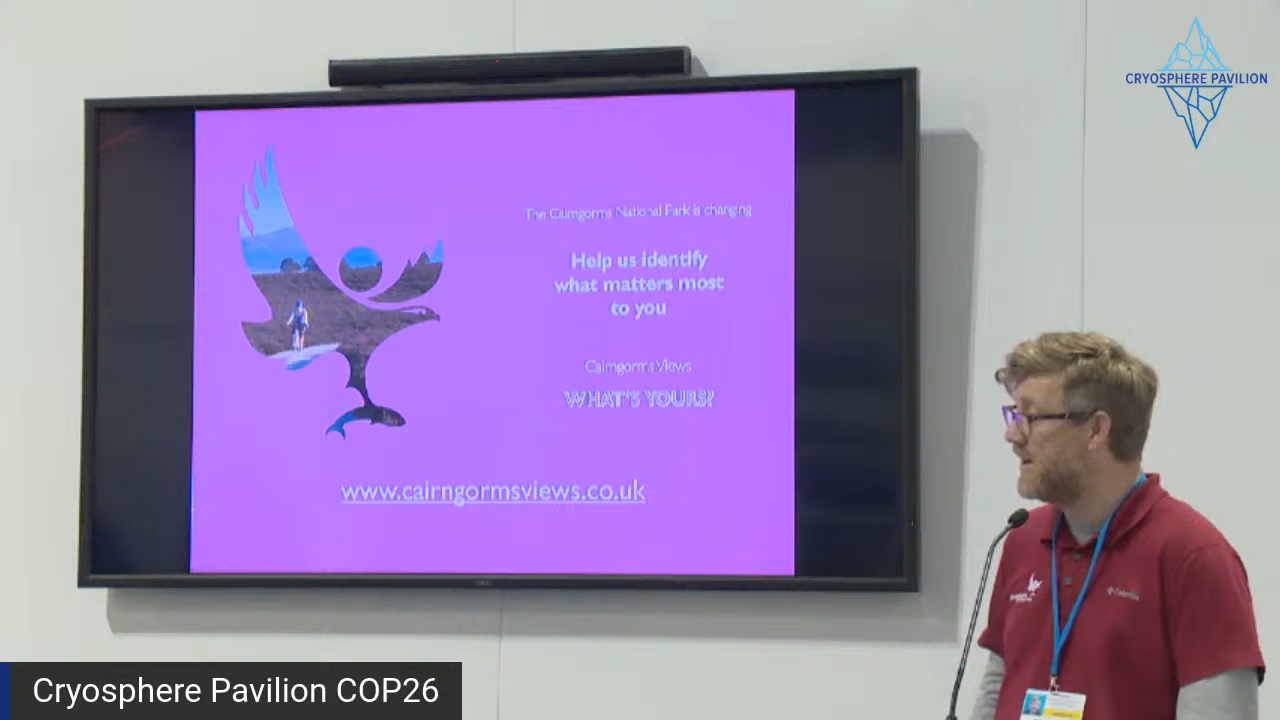 CRYOSPHERE PAVILION
The Cairngorms National Park is changing
Help us identify
what matters most
to you
Cairngorms Views
WHAT'S YOURS?
www.cairngormsviews.co.uk
Columbia
Cryosphere Pavilion COP26